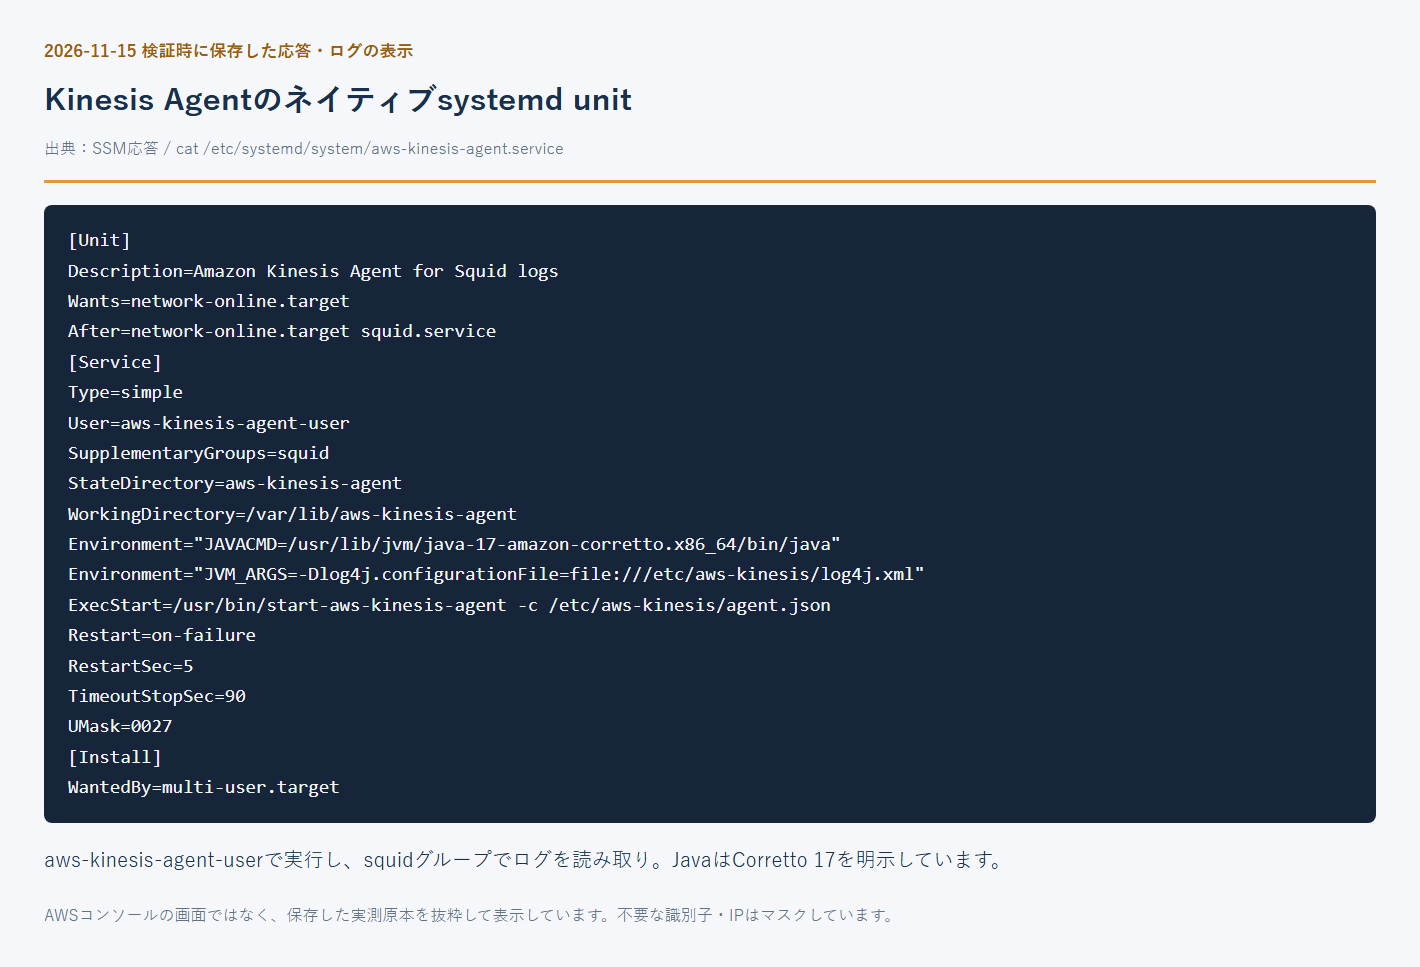 2026-11-15 検証時に保存した応答・ログの表示
Kinesis Agentのネイティブsystemd unit
出典：SSM応答 / cat /etc/systemd/system/aws-kinesis-agent.service
[Unit]
Description=Amazon Kinesis Agent for Squid logs
Wants=network-online.target
After=network-online.target squid.service
[Service]
Type=simple
User=aws-kinesis-agent-user
SupplementaryGroups=squid
StateDirectory=aws-kinesis-agent
WorkingDirectory=/var/lib/aws-kinesis-agent
Environment="JAVACMD=/usr/lib/jvm/java-17-amazon-corretto.x86_64/bin/java"
Environment="JVM_ARGS=-Dlog4j.configurationFile=file:///etc/aws-kinesis/log4j.xml"
ExecStart=/usr/bin/start-aws-kinesis-agent -c /etc/aws-kinesis/agent.json
Restart=on-failure
RestartSec=5
TimeoutStopSec=90
UMask=0027
[Install]
WantedBy=multi-user.target
aws-kinesis-agent-userで実行し、squidグループでログを読み取り。JavaはCorretto 17を明示しています。
AWSコンソールの画面ではなく、保存した実測原本を抜粋して表示しています。不要な識別子・IPはマスクしています。